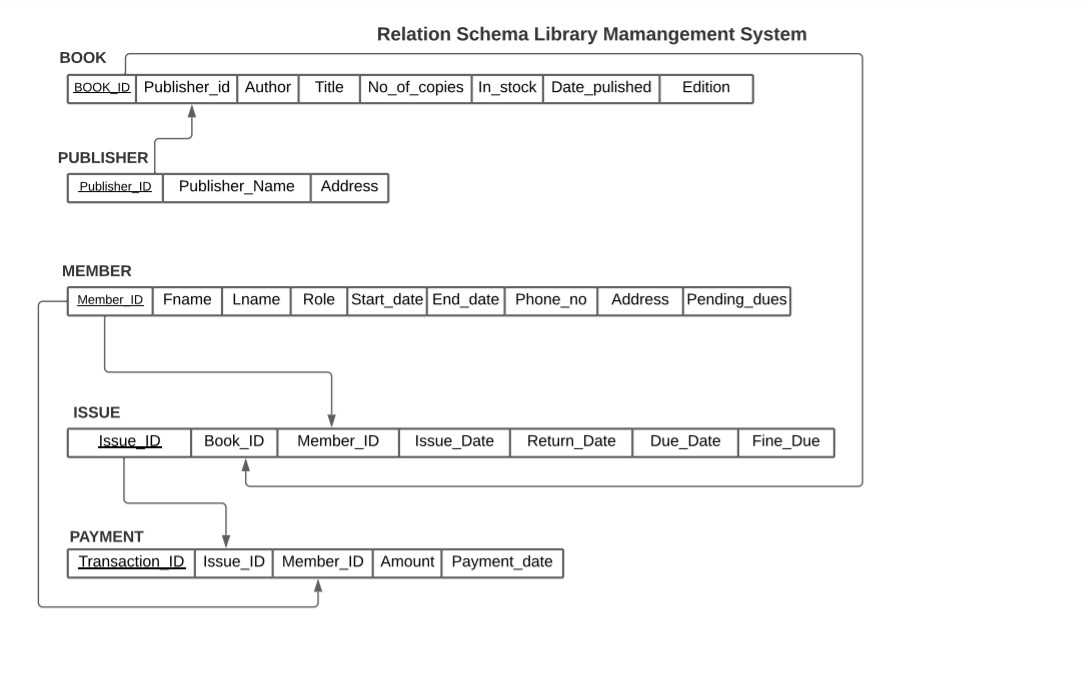 Relation Schema Library Mamangement System
BOOK
BOOK_ID Publisher_id Author Title No_of_copies In_stock Date_pulished Edition
PUBLISHER
Publisher_ID Publisher_Name Address
MEMBER
Member_ID Fname Lname Role Start_date End_date Phone_no Address Pending_dues
ISSUE
Issue_ID Book_ID Member_ID Issue_Date Return_Date Due_Date Fine_Due
PAYMENT
Transaction_ID Issue_ID Member_ID Amount Payment_date